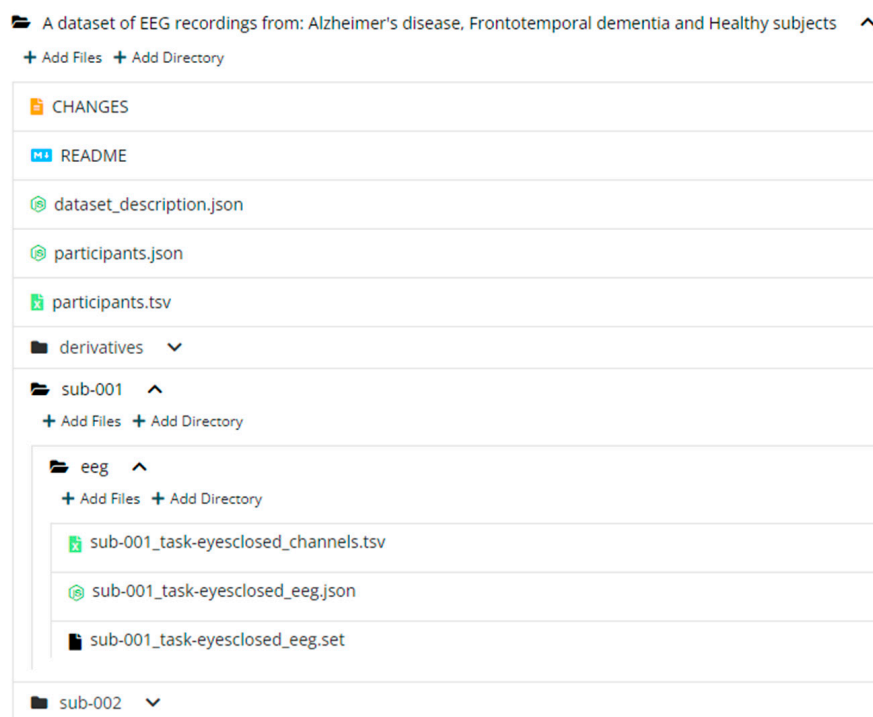 A dataset of EEG recordings from: Alzheimer's disease, Frontotemporal dementia and Healthy subjects
+ Add Files + Add Directory
CHANGES
README
dataset_description.json
participants.json
participants.tsv
derivatives
sub-001
+ Add Files + Add Directory
eeg
+ Add Files + Add Directory
sub-001_task-eyesclosed_channels.tsv
sub-001_task-eyesclosed_eeg.json
sub-001_task-eyesclosed_eeg.set
sub-002